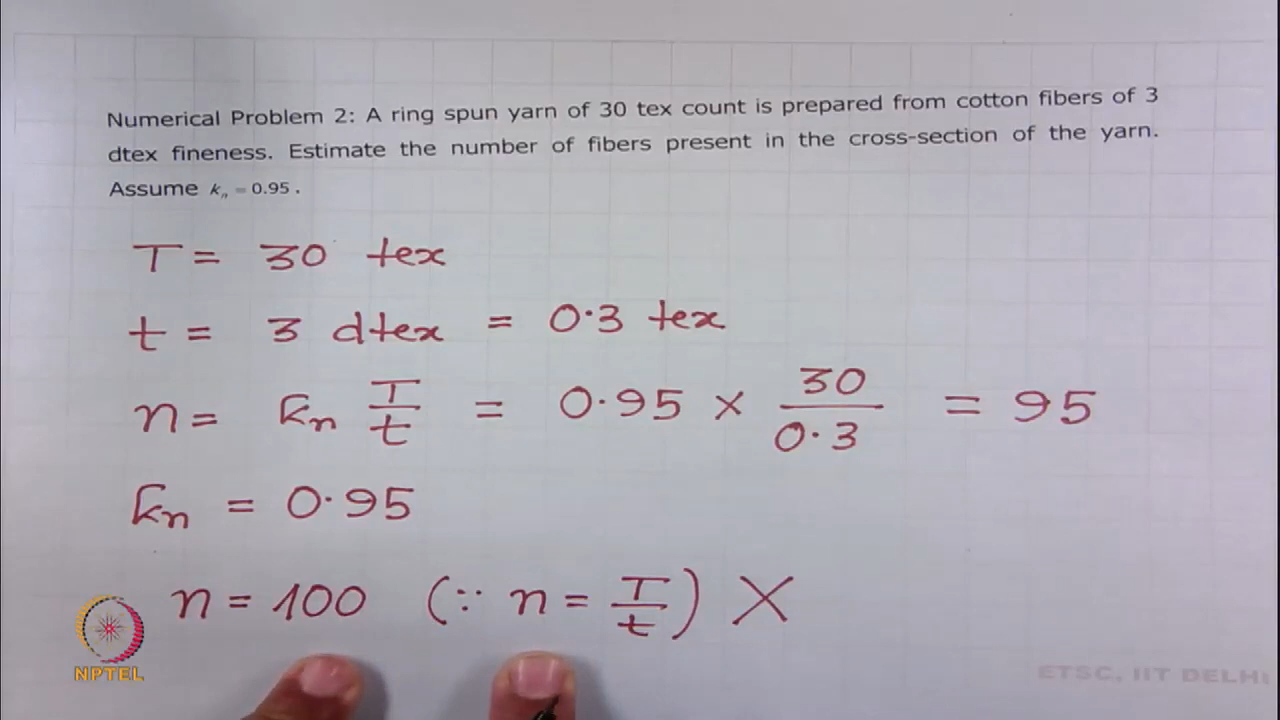 Numerical Problem 2: A ring spun yarn of 30 tex count is prepared from cotton fibers of 3
dtex fineness. Estimate the number of fibers present in the cross-section of the yarn.
Assume kₙ = 0.95 .
T = 30 tex
t = 3 dtex = 0.3 tex
n = kₙ T/t = 0.95 × 30/0.3 = 95
kₙ = 0.95
n = 100 (∵ n = T/t) X
NPTEL
ETSC, IIT DELHI